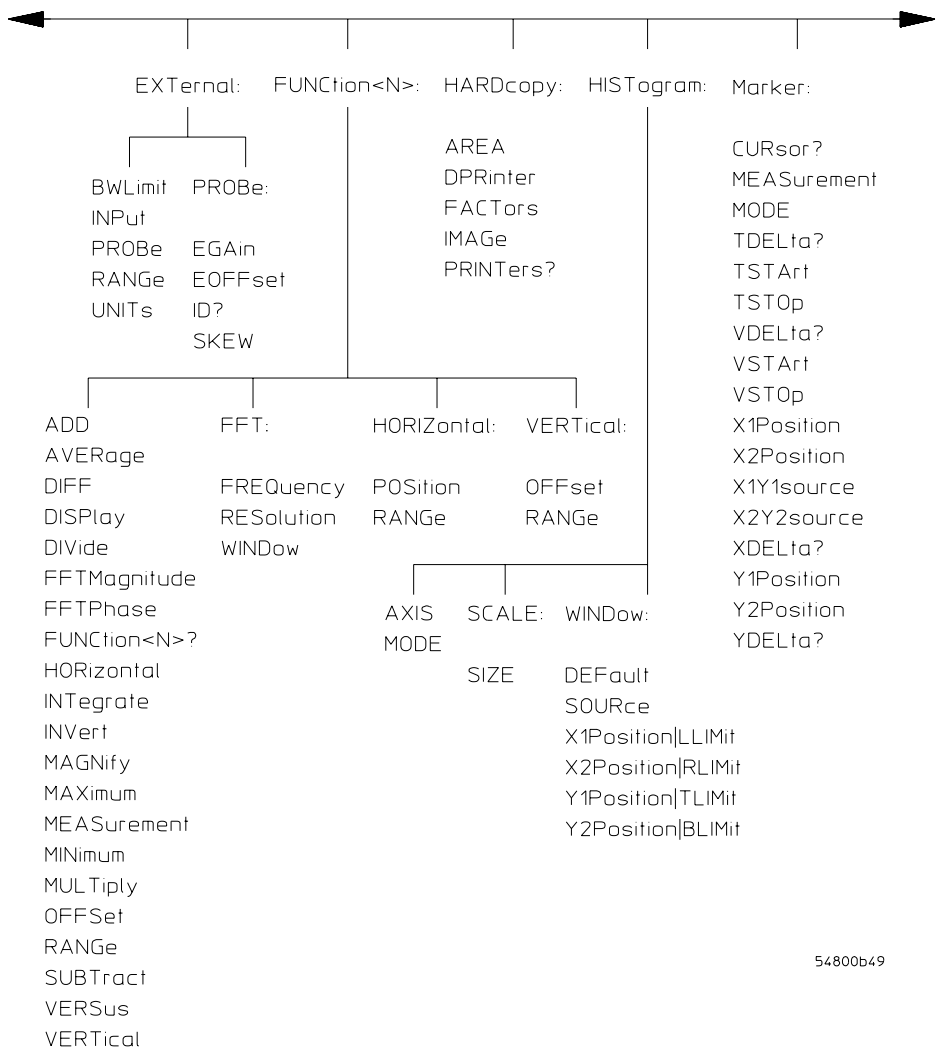 EXTernal:
FUNCtion<N>:
HARDcopy:
HISTogram:
Marker:
BWLimit
INPut
PROBe
RANGe
UNITs
PROBe:
EGAin
EOFFset
ID?
SKEW
AREA
DPRinter
FACTors
IMAGe
PRINTers?
CURsor?
MEASurement
MODE
TDELta?
TSTArt
TSTOp
VDELta?
VSTArt
VSTOp
X1Position
X2Position
X1Y1source
X2Y2source
XDELta?
Y1Position
Y2Position
YDELta?
ADD
AVERage
DIFF
DISPlay
DIVide
FFTMagnitude
FFTPhase
FUNCtion<N>?
HORizontal
INTegrate
INVert
MAGNify
MAXimum
MEASurement
MINimum
MULTiply
OFFSet
RANGe
SUBTract
VERSus
VERTical
FFT:
FREQuency
RESolution
WINDow
HORIZontal:
POSition
RANGe
VERTical:
OFFset
RANGe
AXIS
MODE
SCALE:
SIZE
WINDow:
DEFault
SOURce
X1Position|LLIMit
X2Position|RLIMit
Y1Position|TLIMit
Y2Position|BLIMit
54800b49